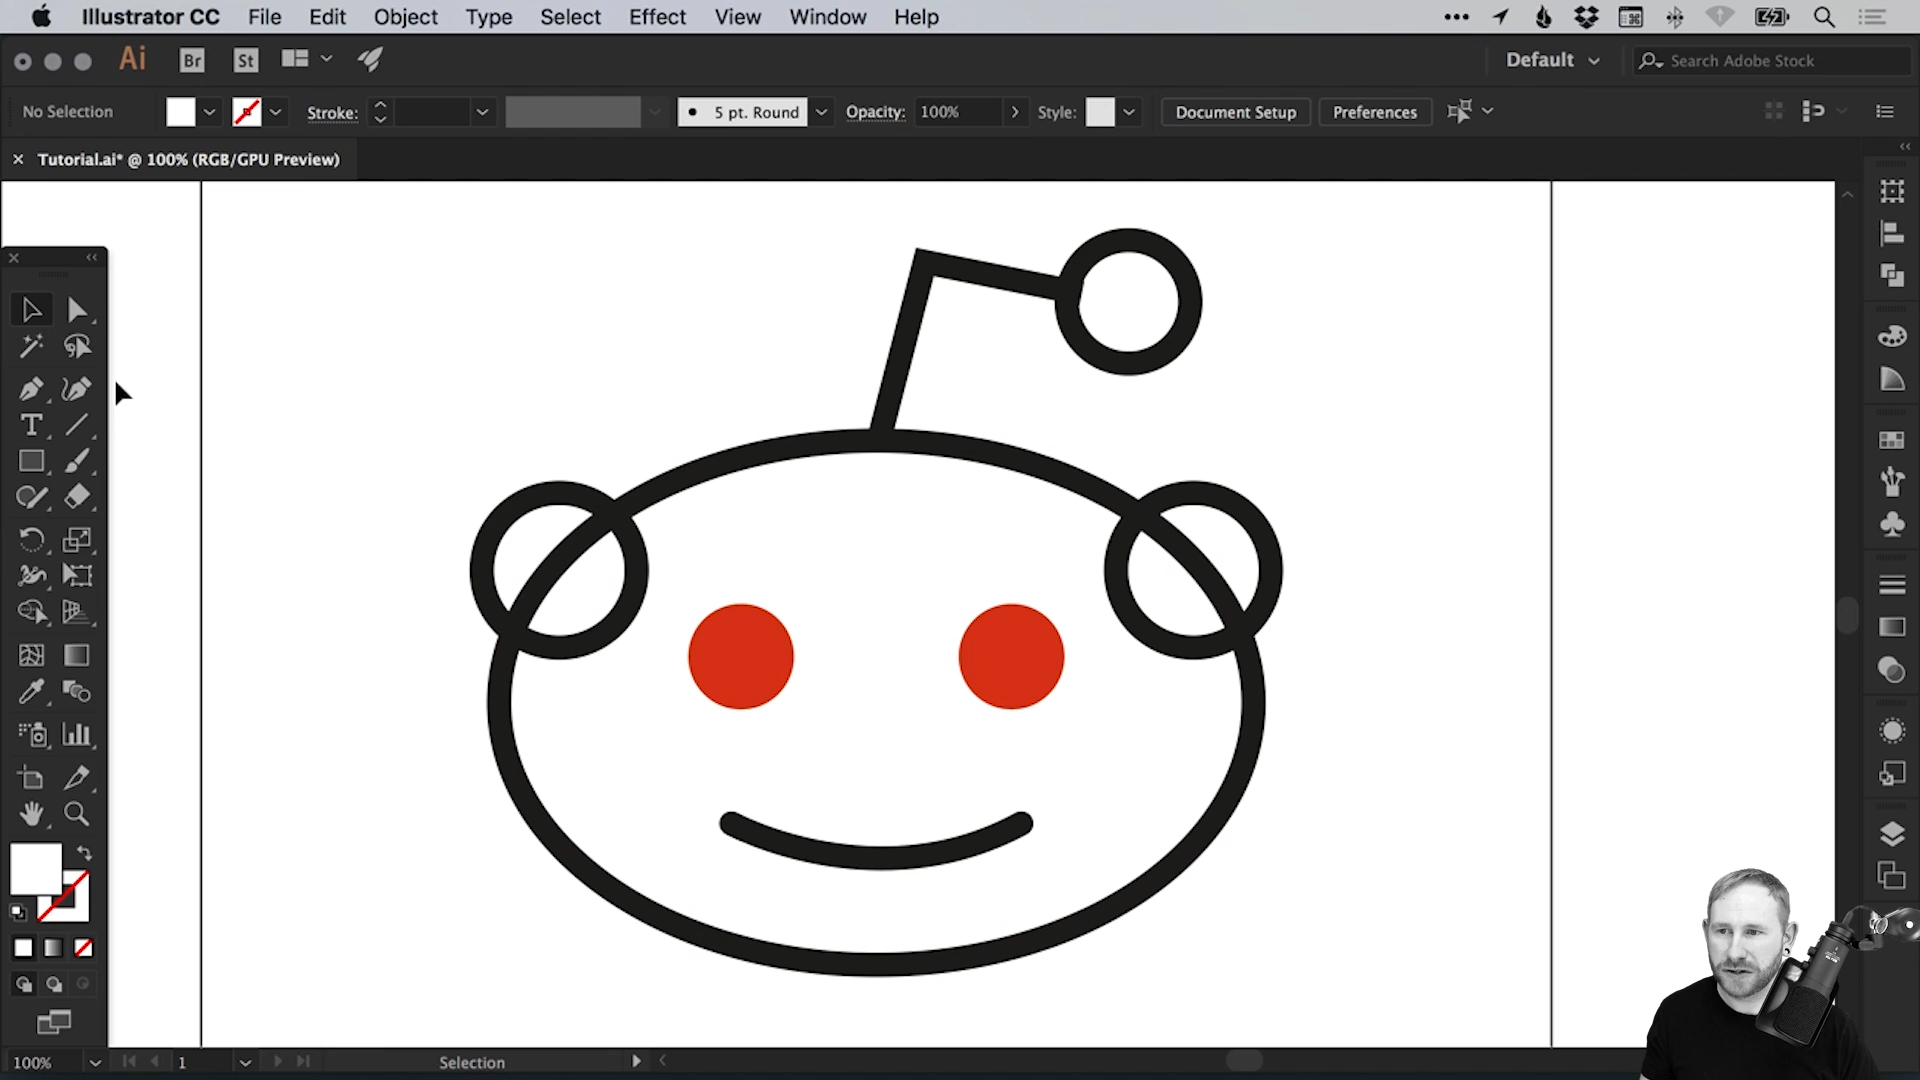 Illustrator CC File Edit Object Type Select Effect View Window Help
Ai Br St Default Search Adobe Stock
No Selection Stroke: 5 pt. Round Opacity: 100% Style: Document Setup Preferences
Tutorial.ai* @ 100% (RGB/GPU Preview)
T
100% 1 Selection